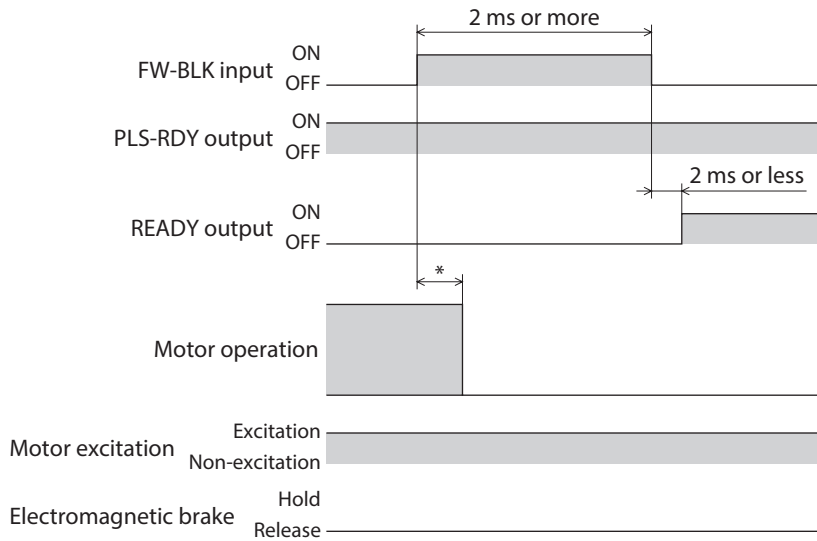 2 ms or more
ON
FW-BLK input
OFF
ON
PLS-RDY output
OFF
2 ms or less
ON
READY output
OFF
*
Motor operation
Excitation
Motor excitation
Non-excitation
Hold
Electromagnetic brake
Release